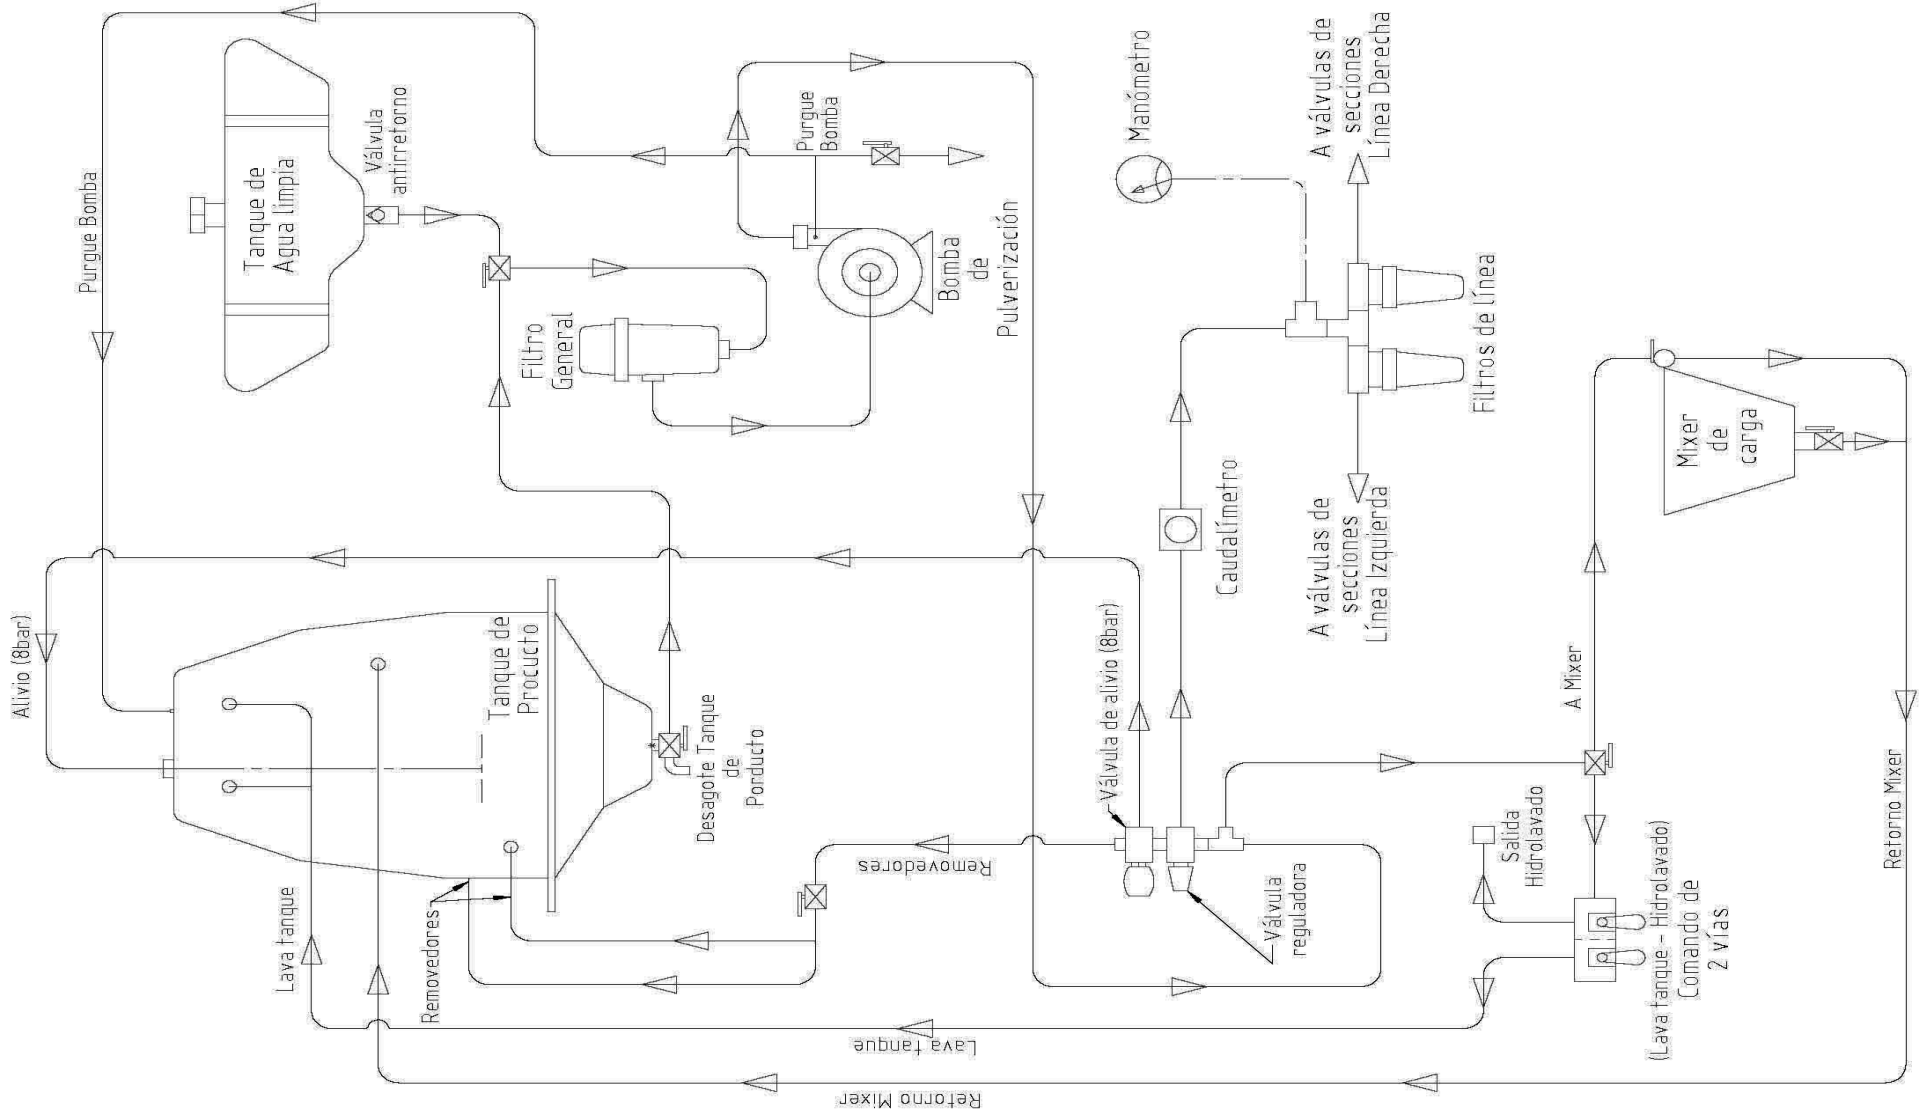 Purgue Bomba
Tanque de
Agua limpia
Válvula
antirretorno
Purgue
Bomba
Manómetro
A válvulas de
secciones
Línea Derecha
Filtro
General
Bomba
de
Pulverización
Filtros de línea
Alivio (8bar)
Tanque de
Procucto
Caudalímetro
A válvulas de
secciones
Línea Izquierda
Mixer
de
carga
Desagote Tanque
de
Porducto
Válvula de alivio (8bar)
A Mixer
Lava tanque
Removedores
Removedores
Válvula
reguladora
Salida
Hidrolavado
(Lava tanque - Hidrolavado)
Comando de
2 vías
Retorno Mixer
Lava tanque
Retorno Mixer